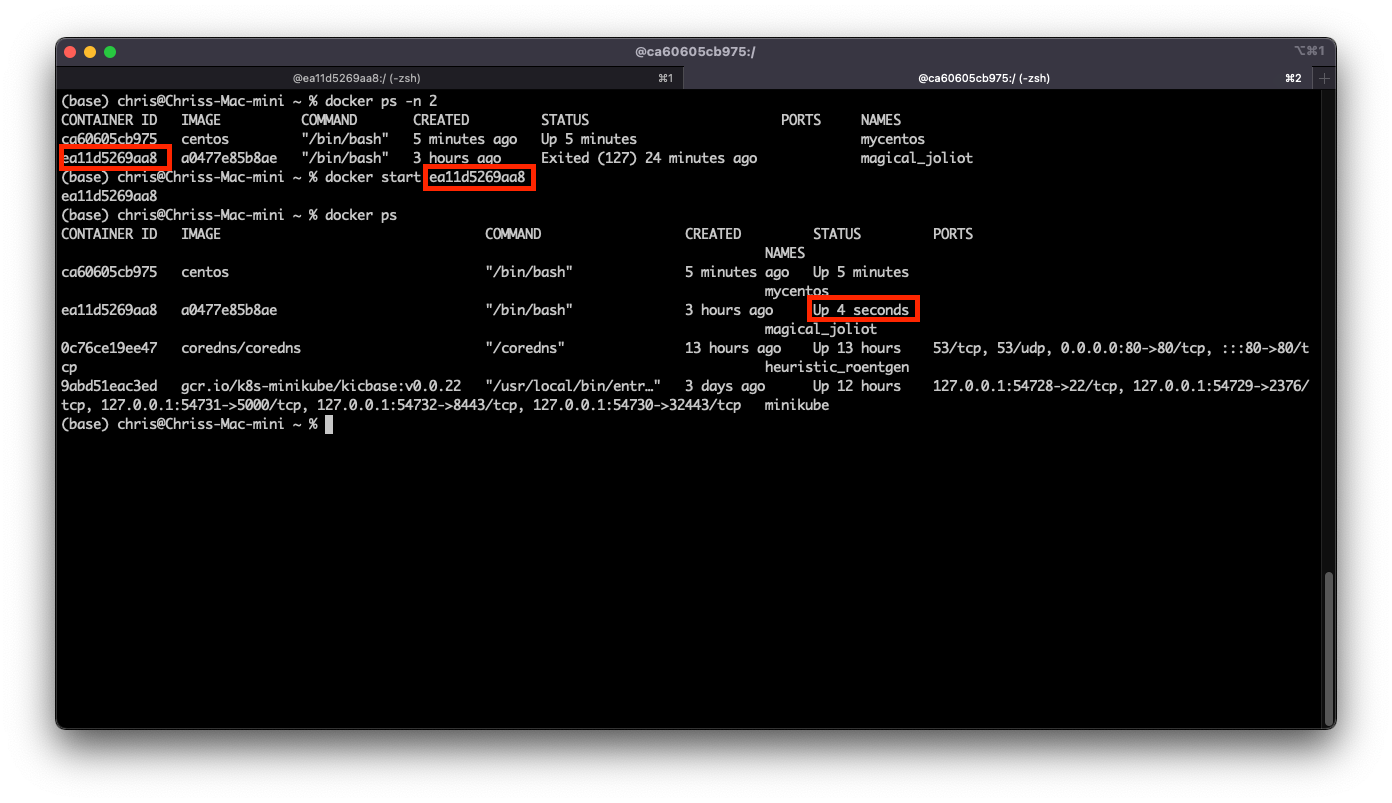 @ca60605cb975:/
⌥⌘1
@ea11d5269aa8:/ (-zsh) ⌘1 @ca60605cb975:/ (-zsh) ⌘2 +
(base) chris@Chriss-Mac-mini ~ % docker ps -n 2
CONTAINER ID IMAGE COMMAND CREATED STATUS PORTS NAMES
ca60605cb975 centos "/bin/bash" 5 minutes ago Up 5 minutes mycentos
ea11d5269aa8 a0477e85b8ae "/bin/bash" 3 hours ago Exited (127) 24 minutes ago magical_joliot
(base) chris@Chriss-Mac-mini ~ % docker start ea11d5269aa8
ea11d5269aa8
(base) chris@Chriss-Mac-mini ~ % docker ps
CONTAINER ID IMAGE COMMAND CREATED STATUS PORTS
NAMES
ca60605cb975 centos "/bin/bash" 5 minutes ago Up 5 minutes
mycentos
ea11d5269aa8 a0477e85b8ae "/bin/bash" 3 hours ago Up 4 seconds
magical_joliot
0c76ce19ee47 coredns/coredns "/coredns" 13 hours ago Up 13 hours 53/tcp, 53/udp, 0.0.0.0:80->80/tcp, :::80->80/t
cp heuristic_roentgen
9abd51eac3ed gcr.io/k8s-minikube/kicbase:v0.0.22 "/usr/local/bin/entr…" 3 days ago Up 12 hours 127.0.0.1:54728->22/tcp, 127.0.0.1:54729->2376/
tcp, 127.0.0.1:54731->5000/tcp, 127.0.0.1:54732->8443/tcp, 127.0.0.1:54730->32443/tcp minikube
(base) chris@Chriss-Mac-mini ~ %